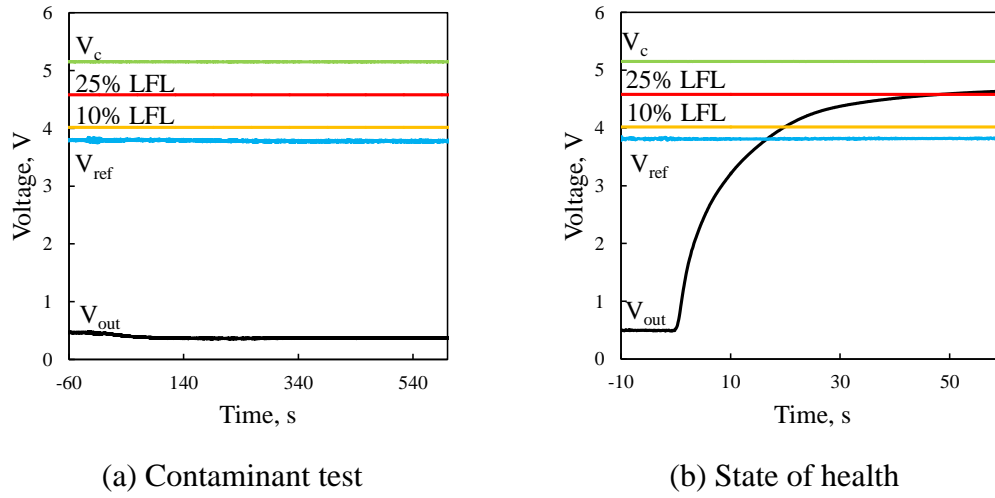 6
5
4
3
2
1
0
Voltage, V
V_c
25% LFL
10% LFL
V_ref
V_out
-60 140 340 540
Time, s
(a) Contaminant test
6
5
4
3
2
1
0
Voltage, V
V_c
25% LFL
10% LFL
V_ref
V_out
-10 10 30 50
Time, s
(b) State of health